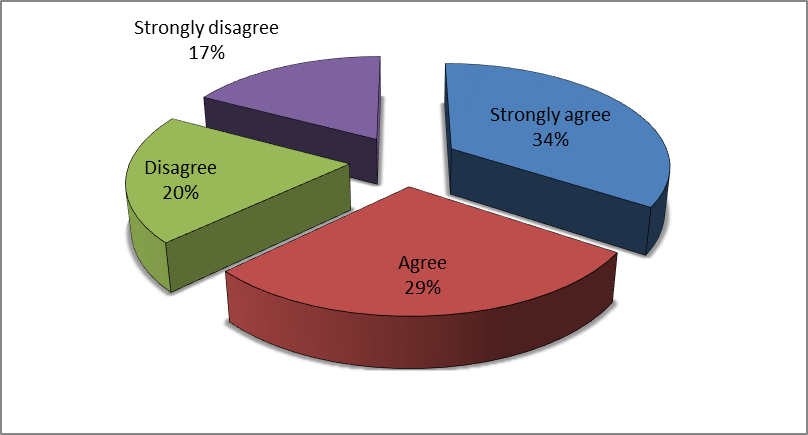 Strongly disagree
17%
Strongly agree
34%
Disagree
20%
Agree
29%